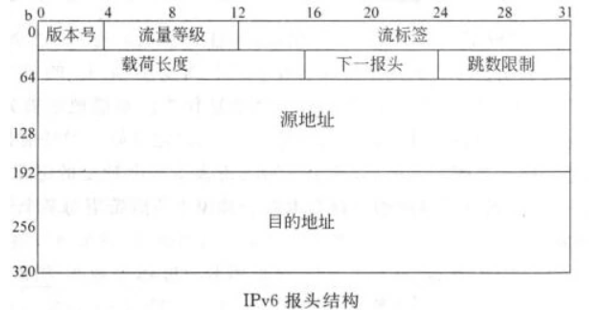 b 0 4 8 12 16 20 24 28 31
0 版本号 流量等级 流标签
载荷长度 下一报头 跳数限制
64
源地址
128
192
目的地址
256
320
IPv6 报头结构